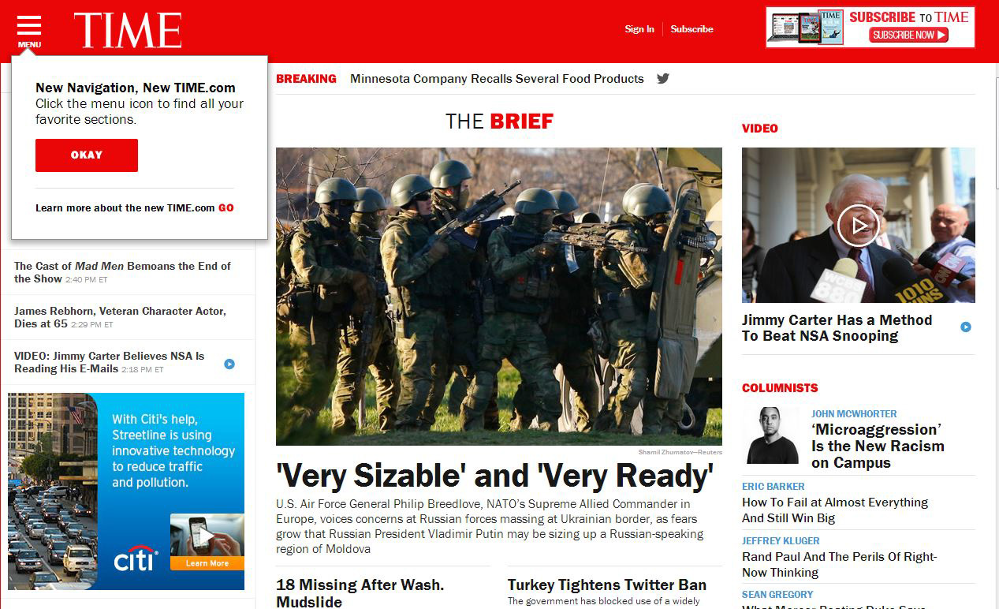 MENU
TIME
Sign In
Subscribe
SUBSCRIBE TO TIME
SUBSCRIBE NOW
New Navigation, New TIME.com
Click the menu icon to find all your
favorite sections.
OKAY
Learn more about the new TIME.com GO
The Cast of Mad Men Bemoans the End of
the Show 2:40 PM ET
James Rebhorn, Veteran Character Actor,
Dies at 65 2:29 PM ET
VIDEO: Jimmy Carter Believes NSA Is
Reading His E-Mails 2:18 PM ET
With Citi's help,
Streetline is using
innovative technology
to reduce traffic
and pollution.
citi®
Learn More
BREAKING Minnesota Company Recalls Several Food Products
THE BRIEF
Shamil Zhumatov—Reuters
'Very Sizable' and 'Very Ready'
U.S. Air Force General Philip Breedlove, NATO's Supreme Allied Commander in
Europe, voices concerns at Russian forces massing at Ukrainian border, as fears
grow that Russian President Vladimir Putin may be sizing up a Russian-speaking
region of Moldova
18 Missing After Wash.
Mudslide
Turkey Tightens Twitter Ban
The government has blocked use of a widely
VIDEO
WCBS
880
1010
WINS
CNN
Jimmy Carter Has a Method
To Beat NSA Snooping
COLUMNISTS
JOHN MCWHORTER
‘Microaggression’
Is the New Racism
on Campus
ERIC BARKER
How To Fail at Almost Everything
And Still Win Big
JEFFREY KLUGER
Rand Paul And The Perils Of Right-
Now Thinking
SEAN GREGORY